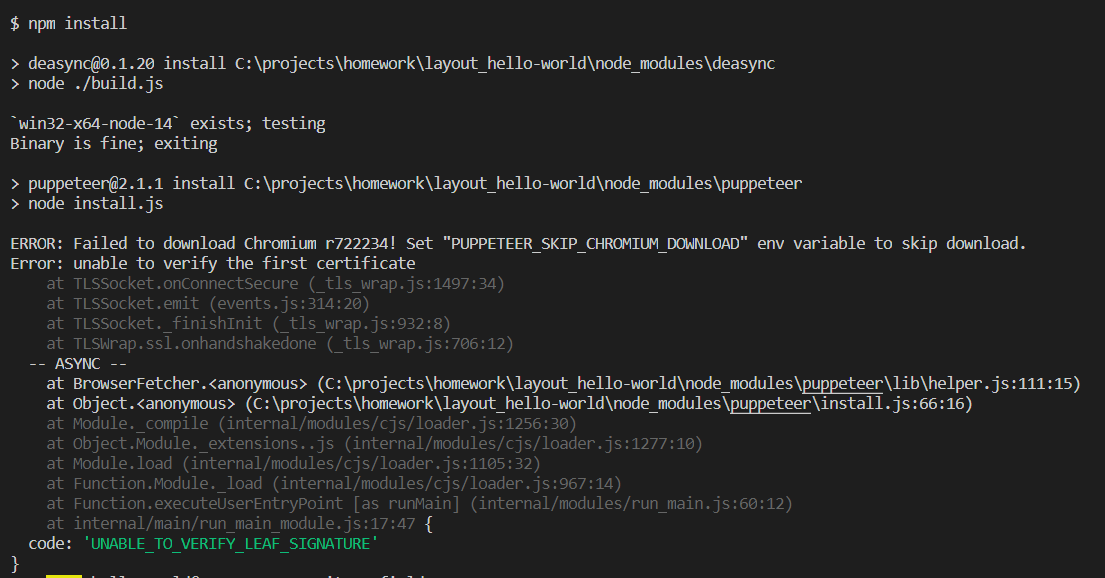 $ npm install
> deasync@0.1.20 install C:\projects\homework\layout_hello-world\node_modules\deasync
> node ./build.js
`win32-x64-node-14` exists; testing
Binary is fine; exiting
> puppeteer@2.1.1 install C:\projects\homework\layout_hello-world\node_modules\puppeteer
> node install.js
ERROR: Failed to download Chromium r722234! Set "PUPPETEER_SKIP_CHROMIUM_DOWNLOAD" env variable to skip download.
Error: unable to verify the first certificate
    at TLSSocket.onConnectSecure (_tls_wrap.js:1497:34)
    at TLSSocket.emit (events.js:314:20)
    at TLSSocket._finishInit (_tls_wrap.js:932:8)
    at TLSWrap.ssl.onhandshakedone (_tls_wrap.js:706:12)
  -- ASYNC --
    at BrowserFetcher.<anonymous> (C:\projects\homework\layout_hello-world\node_modules\puppeteer\lib\helper.js:111:15)
    at Object.<anonymous> (C:\projects\homework\layout_hello-world\node_modules\puppeteer\install.js:66:16)
    at Module._compile (internal/modules/cjs/loader.js:1256:30)
    at Object.Module._extensions..js (internal/modules/cjs/loader.js:1277:10)
    at Module.load (internal/modules/cjs/loader.js:1105:32)
    at Function.Module._load (internal/modules/cjs/loader.js:967:14)
    at Function.executeUserEntryPoint [as runMain] (internal/modules/run_main.js:60:12)
    at internal/main/run_main_module.js:17:47 {
  code: 'UNABLE_TO_VERIFY_LEAF_SIGNATURE'
}